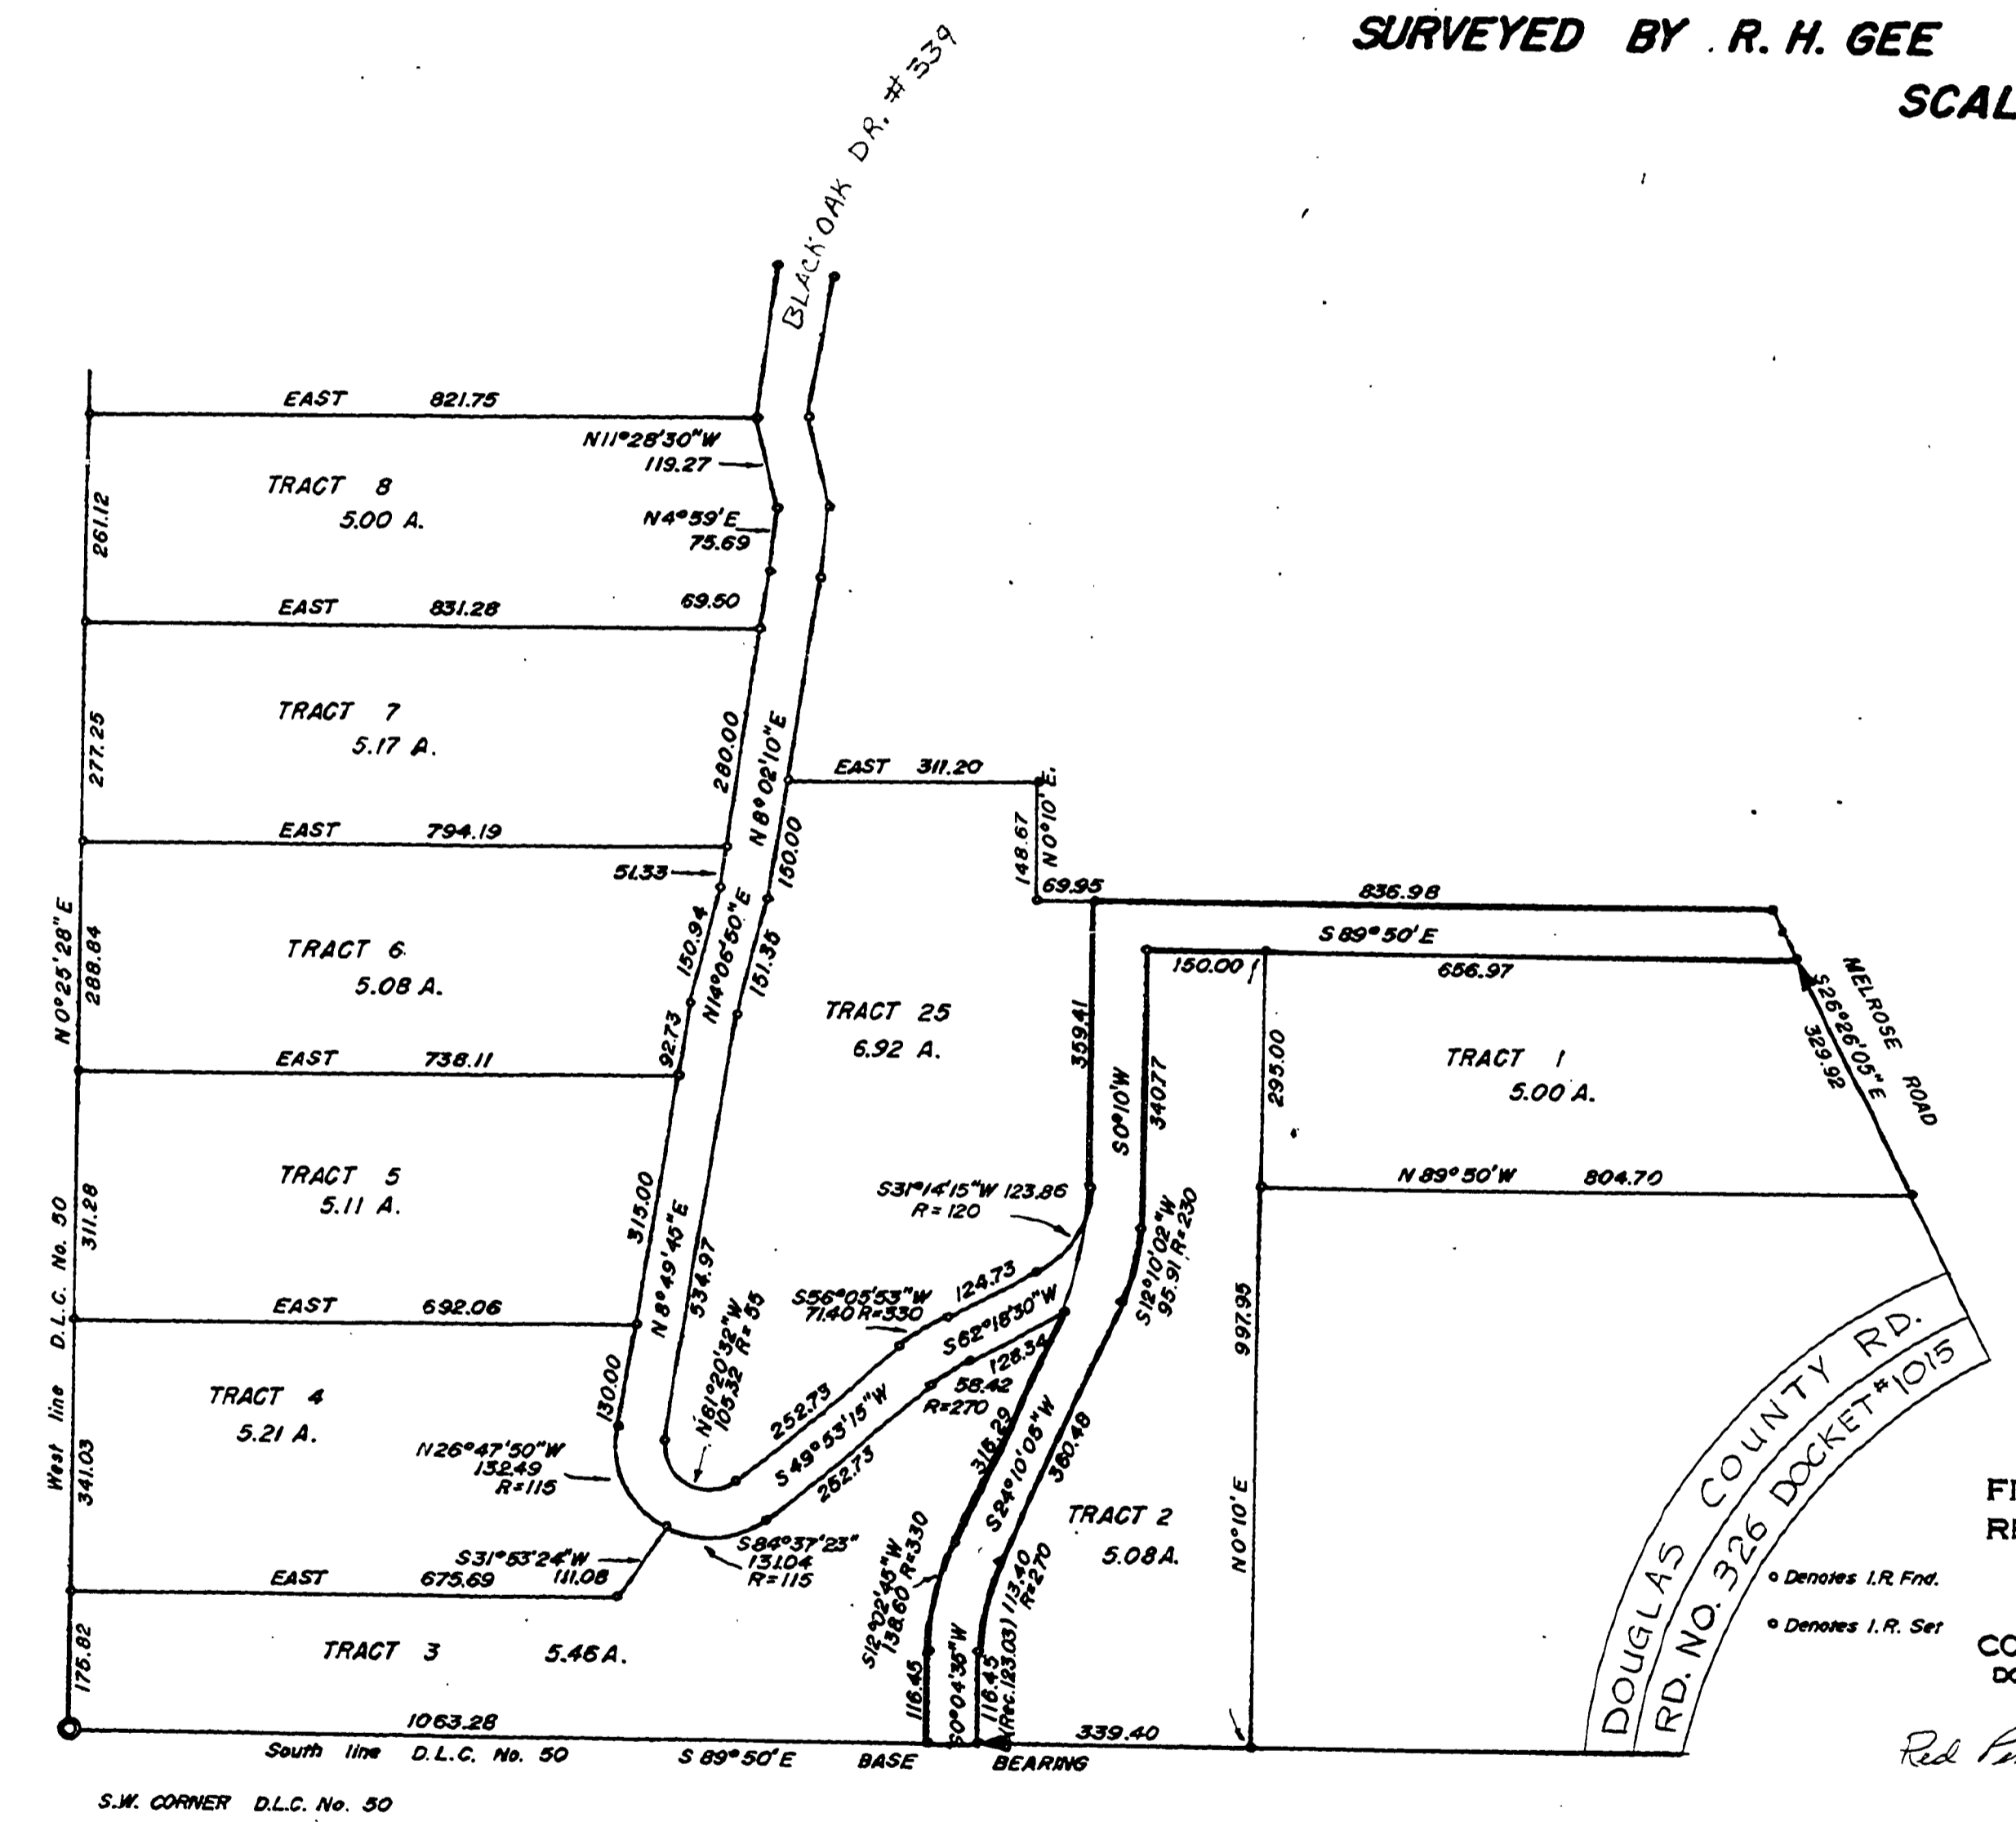 SURVEYED BY R. H. GEE
SCAL
BLACKOAK DR. # 339
EAST 821.75
N11°28'30"W
119.27
TRACT 8
5.00 A.
261.12
N4°59'E
75.69
69.50
EAST 831.28
TRACT 7
5.17 A.
277.25
280.00
N8°02'10"E
150.00
EAST 311.20
148.67
N0°10'E.
EAST 794.19
51.33
69.95
836.98
S89°50'E
150.00
656.97
MELROSE ROAD
S26°26'05"E
329.92
N0°25'28"E
288.84
TRACT 6
5.08 A.
150.94
N14°06'50"E
151.35
92.73
TRACT 25
6.92 A.
359.41
S0°10'W
340.77
295.00
TRACT 1
5.00 A.
EAST 738.11
N89°50'W 804.70
TRACT 5
5.11 A.
311.28
West line D.L.C. No. 50
315.00
N8°49'45"E
534.97
S31°14'15"W 123.86
R=120
S12°10'02"W
95.91 R=230
S56°05'53"W
71.40 R=330
124.73
S62°18'30"W
128.34
58.42
R=270
EAST 692.06
TRACT 4
5.21 A.
341.03
130.00
N61°20'32"W
105.32 R=55
252.73
S49°53'15"W
252.73
N26°47'50"W
132.49
R=115
316.29
S24°10'05"W
360.48
997.95
N0°10'E
TRACT 2
5.08A.
S84°37'23"
131.04
R=115
S31°53'24"W
111.08
EAST 675.69
S12°02'45"W
138.60 R=330
113.40
R=270
TRACT 3 5.46A.
175.82
116.45
S0°04'35"W
116.45
(Rec.123.03)
1063.28
339.40
South line D.L.C. No. 50 S89°50'E BASE BEARING
S.W. CORNER D.L.C. No. 50
DOUGLAS COUNTY RD.
RD. NO. 326 DOCKET #1015
FI
RE
Denotes I.R. Fnd.
Denotes I.R. Set
CO
DO
Red